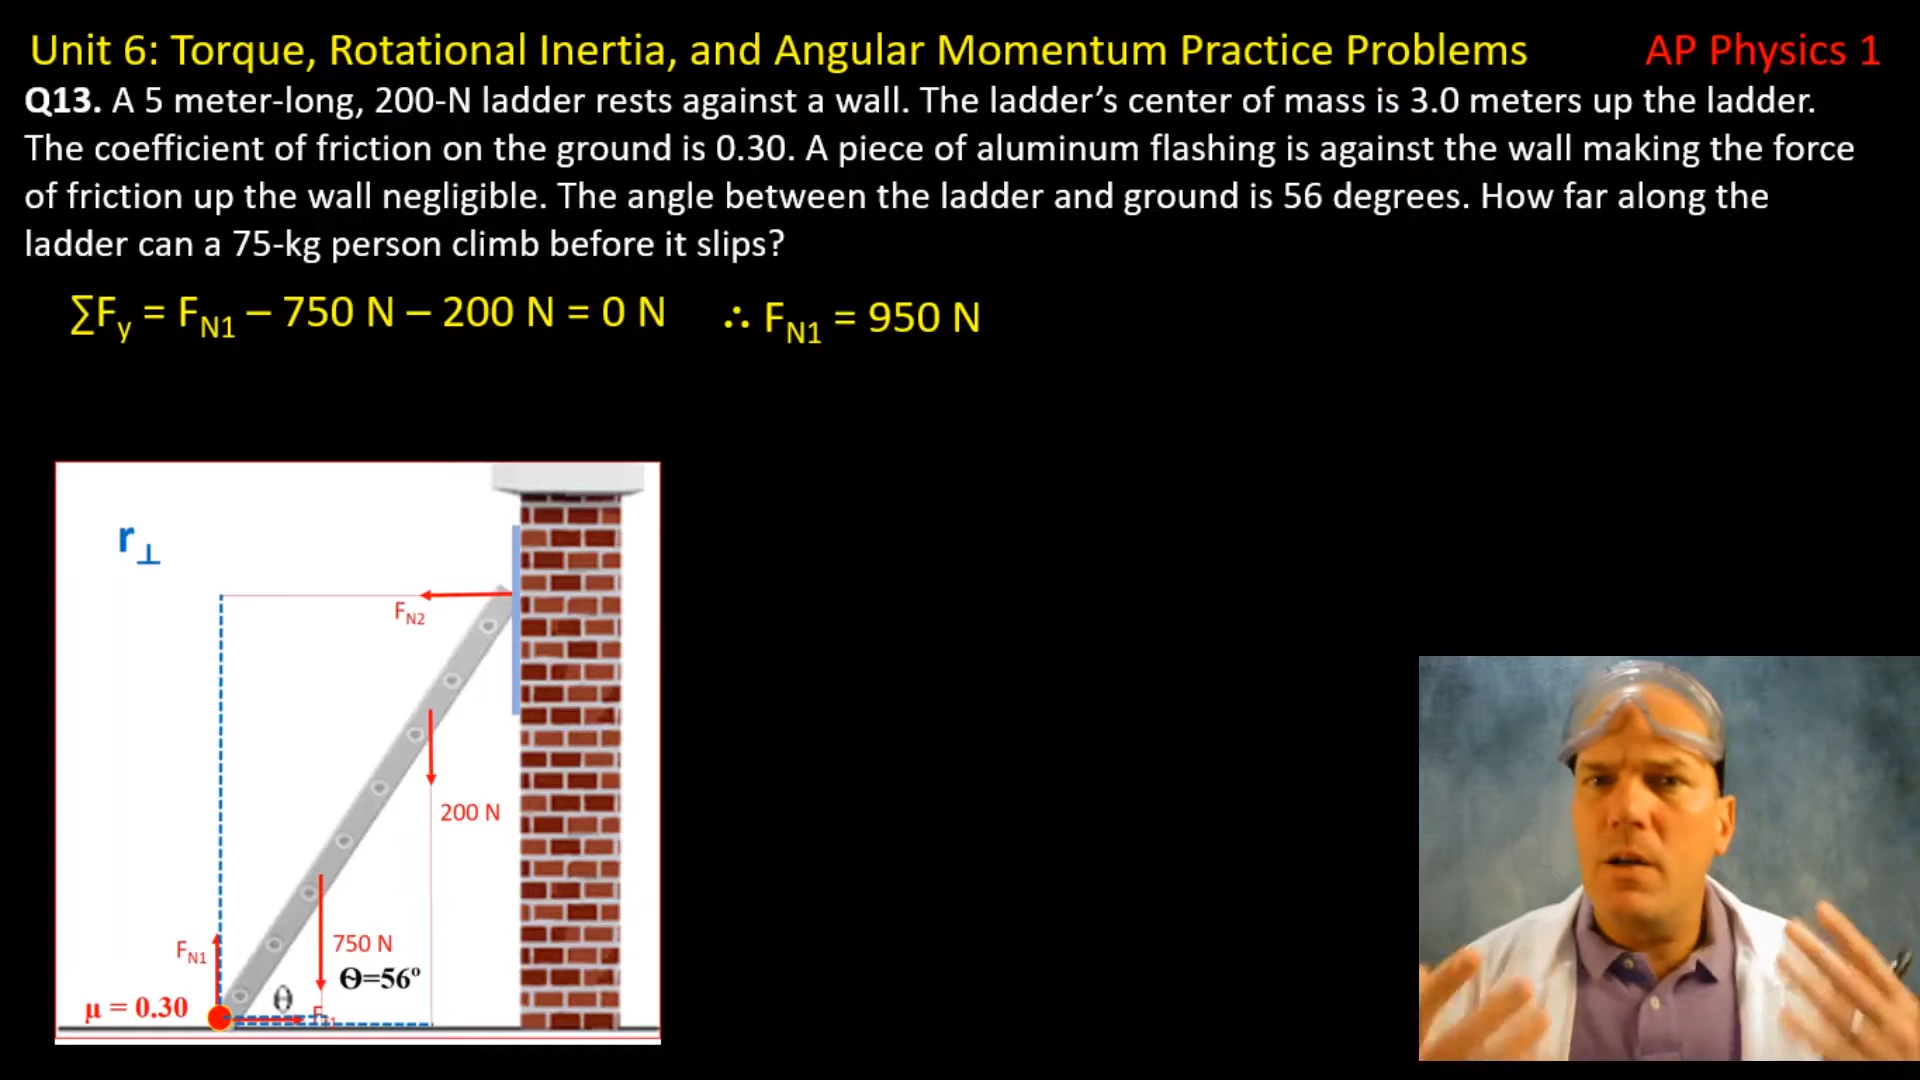 Unit 6: Torque, Rotational Inertia, and Angular Momentum Practice Problems AP Physics 1
Q13. A 5 meter-long, 200-N ladder rests against a wall. The ladder’s center of mass is 3.0 meters up the ladder.
The coefficient of friction on the ground is 0.30. A piece of aluminum flashing is against the wall making the force
of friction up the wall negligible. The angle between the ladder and ground is 56 degrees. How far along the
ladder can a 75-kg person climb before it slips?
∑Fy = FN1 – 750 N – 200 N = 0 N ∴ FN1 = 950 N
r⊥
FN2
200 N
FN1
750 N
Θ=56º
μ = 0.30
Θ